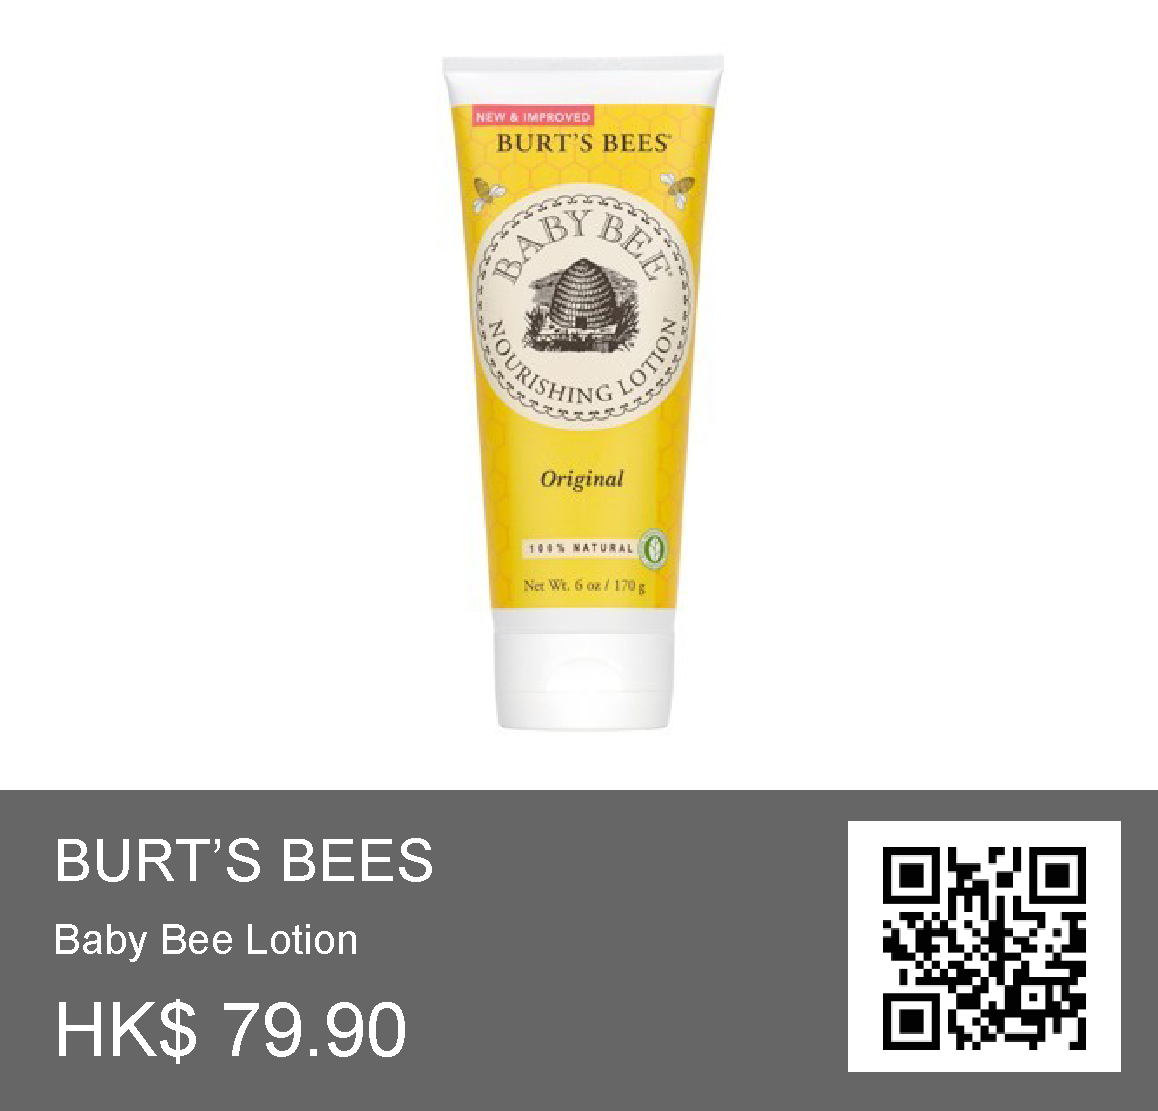 NEW & IMPROVED
BURT'S BEES
BABY BEE
NOURISHING LOTION
Original
100% NATURAL
Net Wt. 6 oz / 170 g
BURT’S BEES
Baby Bee Lotion
HK$ 79.90